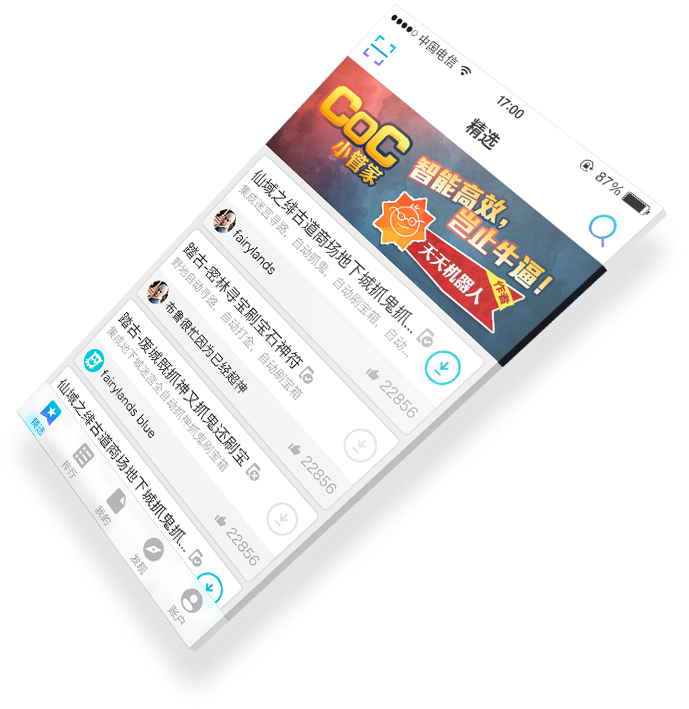 中国电信
17:00
87%
精选
COC
小管家
智能高效，
岂止牛逼！
天天机器人
作者
仙域之绯古道商场地下城抓鬼抓...
集成迷宫寻路，自动抓鬼，自动刷宝箱，自动...
fairylands
22856
踏古-密林寻宝刷宝石神符
野地自动寻路，自动打金，自动刷宝箱
布鲁很忙因为已经超神
22856
踏古-废城既抓神又抓鬼还刷宝
集成地下城迷宫全自动抓神抓鬼刷宝箱
fairylands blue
22856
仙域之绯古道商场地下城抓鬼抓...
精选
排行
我的
发现
账户